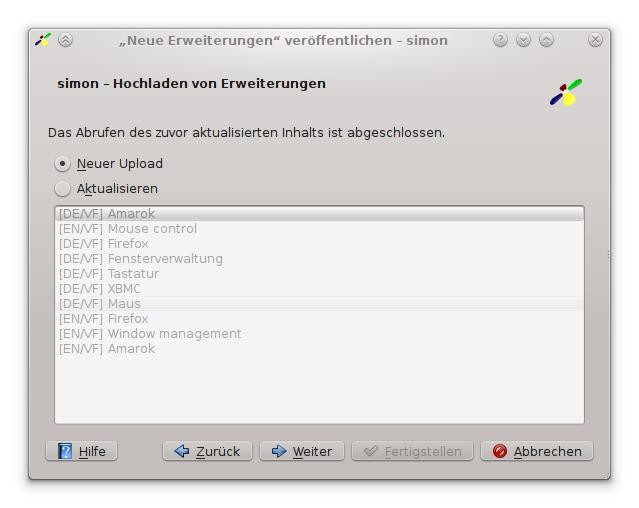 „Neue Erweiterungen“ veröffentlichen – simon
simon – Hochladen von Erweiterungen
Das Abrufen des zuvor aktualisierten Inhalts ist abgeschlossen.
Neuer Upload
Aktualisieren
[DE/VF] Amarok
[EN/VF] Mouse control
[DE/VF] Firefox
[DE/VF] Fensterverwaltung
[DE/VF] Tastatur
[DE/VF] XBMC
[DE/VF] Maus
[EN/VF] Firefox
[EN/VF] Window management
[EN/VF] Amarok
Hilfe Zurück Weiter Fertigstellen Abbrechen